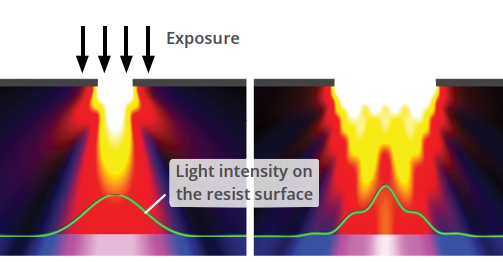 Exposure
Light intensity on
the resist surface